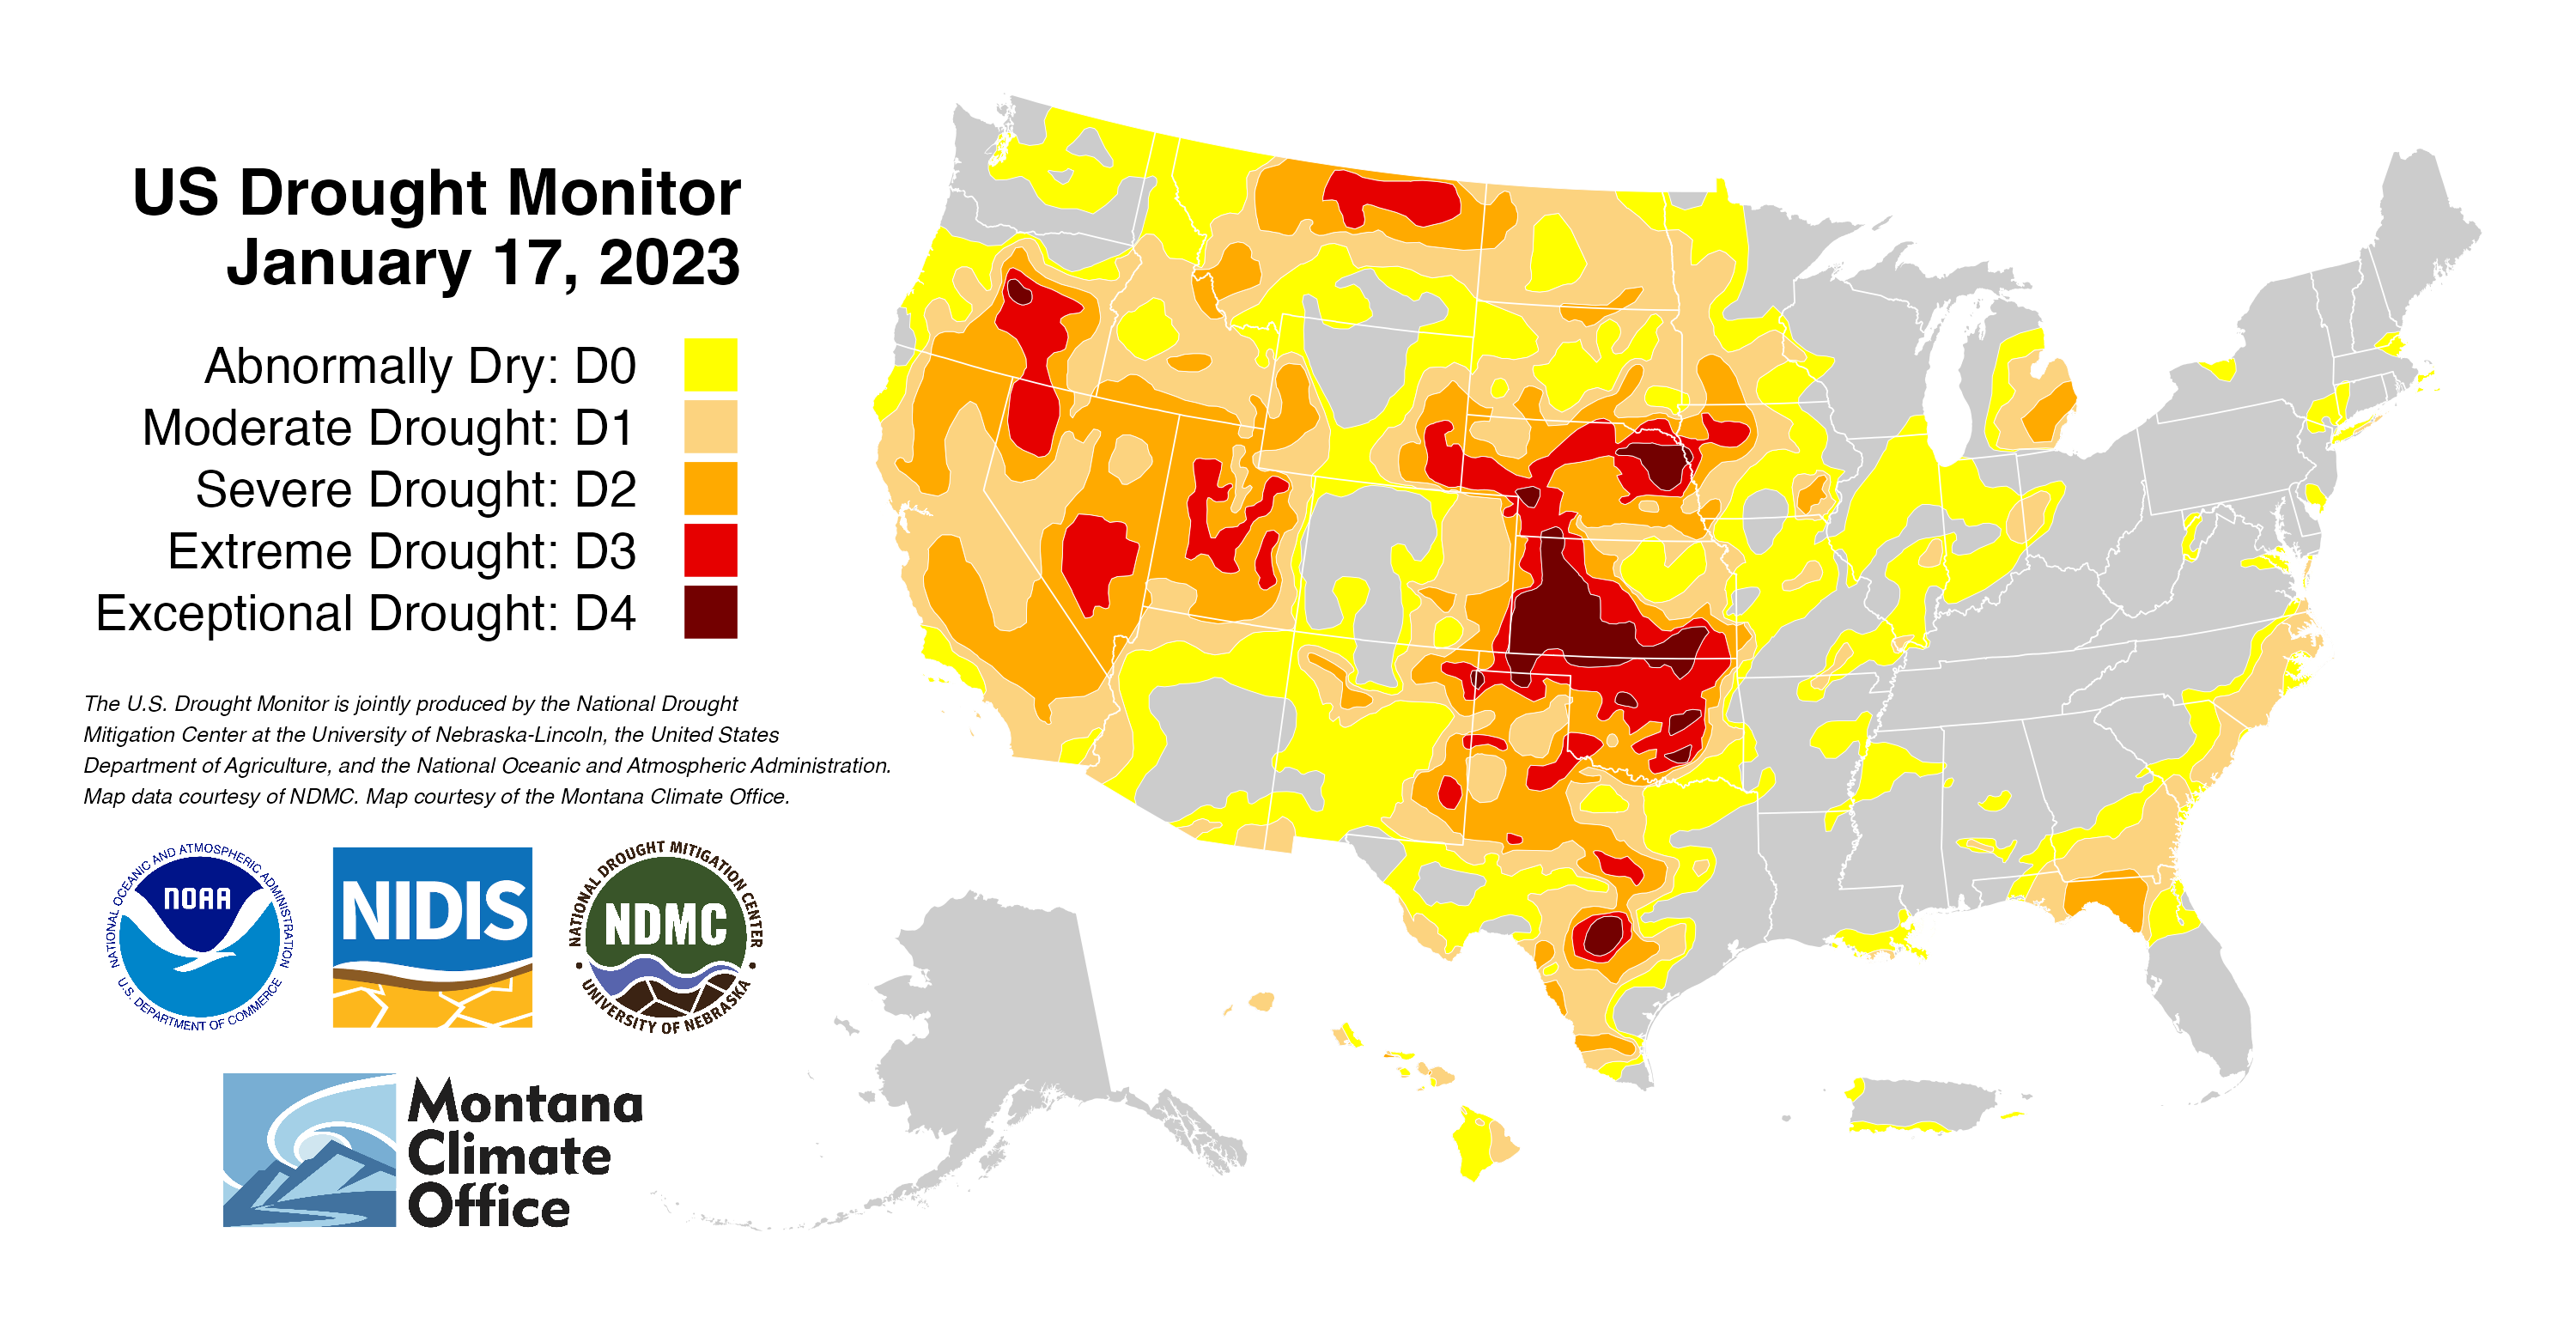 US Drought Monitor
January 17, 2023
Abnormally Dry: D0
Moderate Drought: D1
Severe Drought: D2
Extreme Drought: D3
Exceptional Drought: D4
The U.S. Drought Monitor is jointly produced by the National Drought
Mitigation Center at the University of Nebraska-Lincoln, the United States
Department of Agriculture, and the National Oceanic and Atmospheric Administration.
Map data courtesy of NDMC. Map courtesy of the Montana Climate Office.
NATIONAL OCEANIC AND ATMOSPHERIC ADMINISTRATION
NOAA
U.S. DEPARTMENT OF COMMERCE
NIDIS
NATIONAL DROUGHT MITIGATION CENTER
NDMC
UNIVERSITY OF NEBRASKA
Montana
Climate
Office